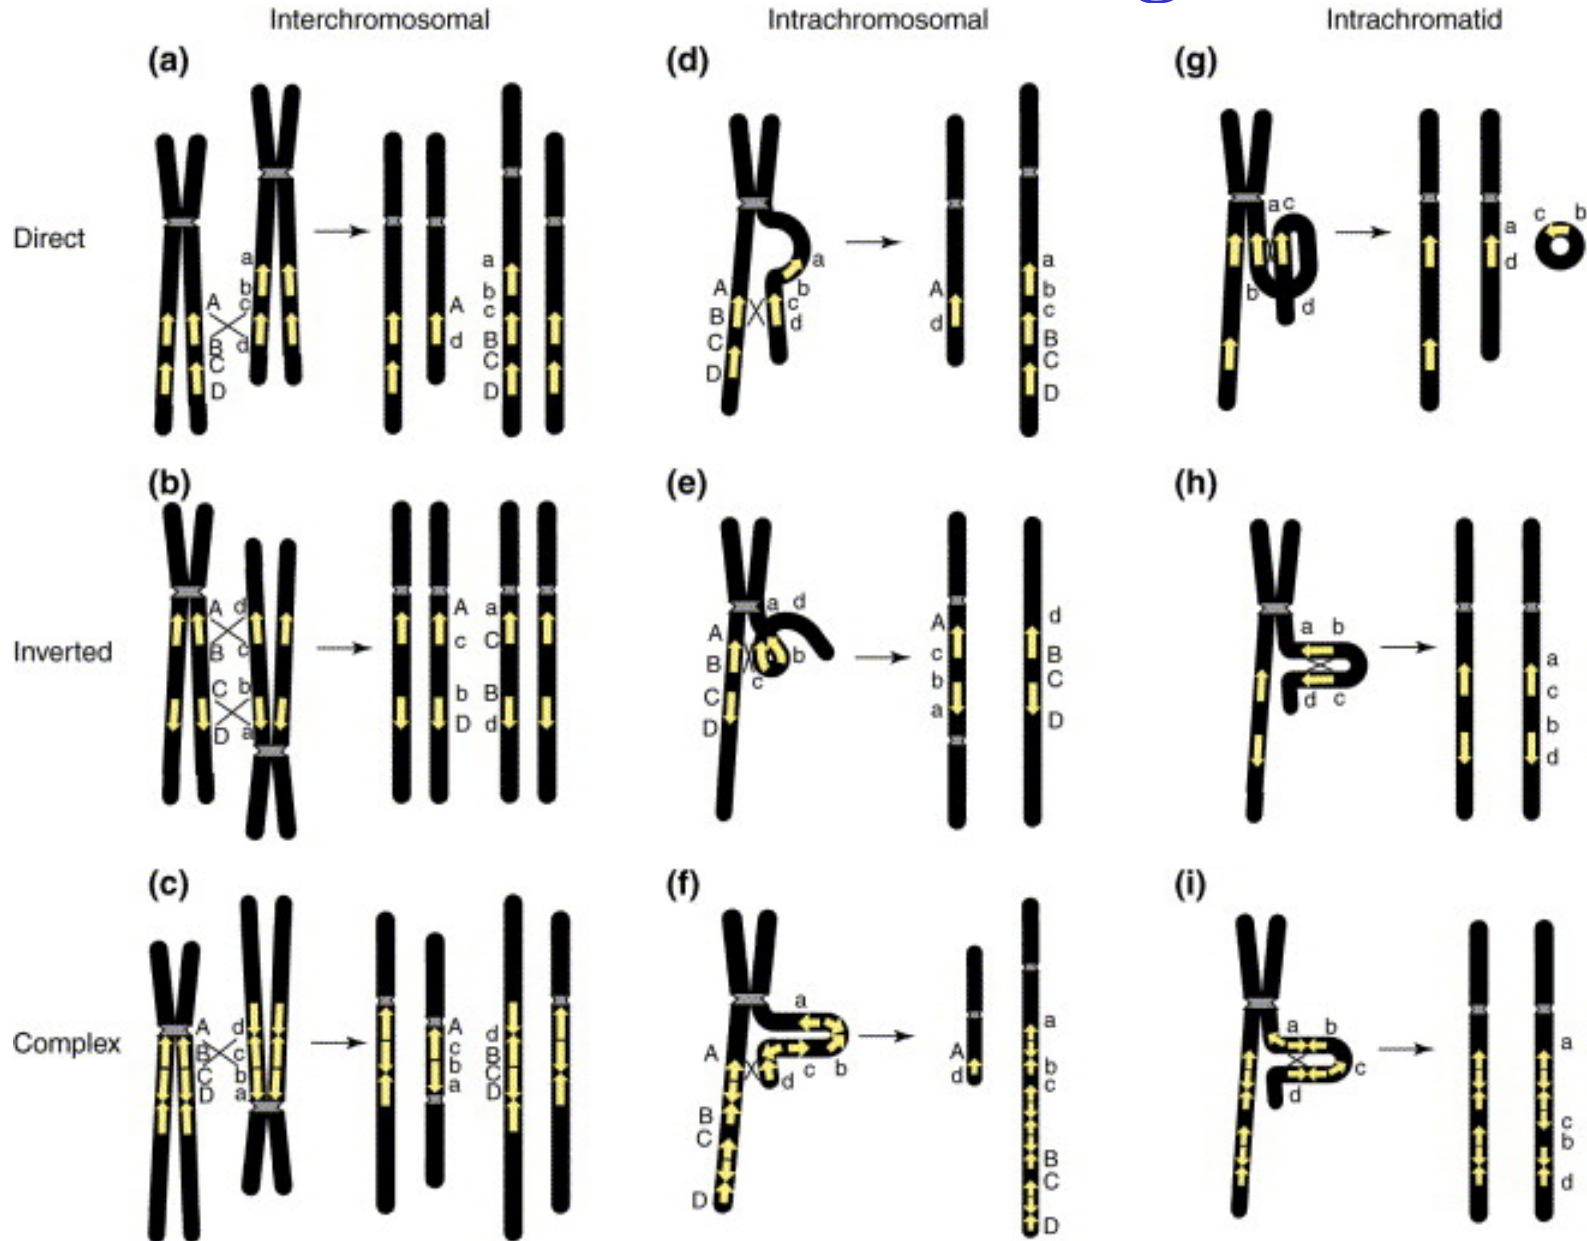 Interchromosomal Intrachromosomal Intrachromatid
(a) (d) (g)
Direct
a b c d
A B C D
A d
a b c B C D
a b c d
A B C D
A d
a b c B C D
a c b d
a d
c b
(b) (e) (h)
Inverted
A d
B c
C b
D a
A c b D
a C B d
a d
A B C D
b c
A c b a
d B C D
a b
d c
a c b d
(c) (f) (i)
Complex
A B C D
d c b a
A c b a
d B C D
a
A
d c b
B C
D
A d
a b c B C D
a b
c
d
a c b d